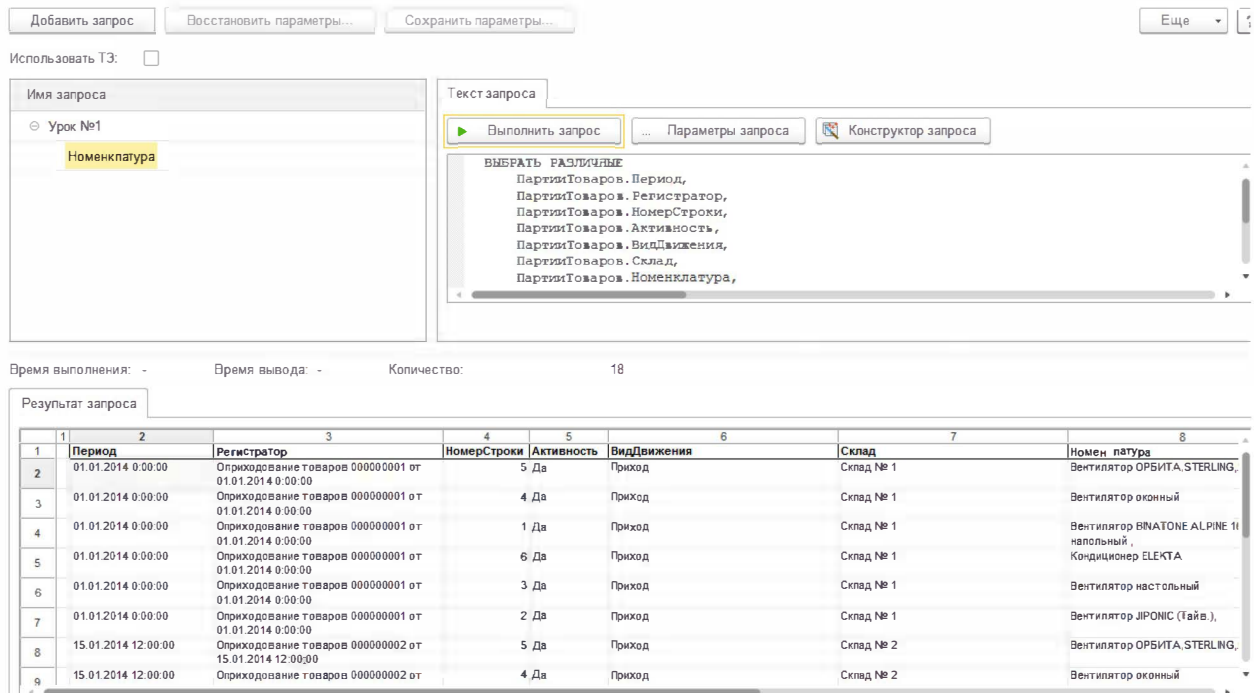 Добавить запрос Восстановить параметры... Сохранить параметры... Еще ?
Использовать ТЭ:
Имя запроса
Урок №1
Номенклатура
Текст запроса
Выполнить запрос ... Параметры запроса Конструктор запроса
ВЫБРАТЬ РАЗЛИЧНЫЕ
ПартииТоваров.Период,
ПартииТоваров.Регистратор,
ПартииТоваров.НомерСтроки,
ПартииТоваров.Активность,
ПартииТоваров.ВидДвижения,
ПартииТоваров.Склад,
ПартииТоваров.Номенклатура,
Время выполнения: - Время вывода: - Количество: 18
Результат запроса
1 2 3 4 5 6 7 8
1 Период Регистратор НомерСтроки Активность ВидДвижения Склад Номен патура
2 01.01.2014 0:00:00 Оприходование товаров 000000001 от 5 Да Приход Склад № 1 Вентилятор ОРБИТА,STERLING,
01.01.2014 0:00:00
3 01.01.2014 0:00:00 Оприходование товаров 000000001 от 4 Да Приход Склад № 1 Вентилятор оконный
01.01.2014 0:00:00
4 01.01.2014 0:00:00 Оприходование товаров 000000001 от 1 Да Приход Склад № 1 Вентилятор BINATONE ALPINE 16
01.01.2014 0:00:00 напольный ,
5 01.01.2014 0:00:00 Оприходование товаров 000000001 от 6 Да Приход Склад № 1 Кондиционер ELEKTA
01.01.2014 0:00:00
6 01.01.2014 0:00:00 Оприходование товаров 000000001 от 3 Да Приход Склад № 1 Вентилятор настольный
01.01.2014 0:00:00
7 01.01.2014 0:00:00 Оприходование товаров 000000001 от 2 Да Приход Склад № 1 Вентилятор JIPONIC (Тайв.),
01.01.2014 0:00:00
8 15.01.2014 12:00:00 Оприходование товаров 000000002 от 5 Да Приход Склад № 2 Вентилятор ОРБИТА,STERLING,
15.01.2014 12:00:00
9 15.01.2014 12:00:00 Оприходование товаров 000000002 от 4 Да Приход Склад № 2 Вентилятор оконный